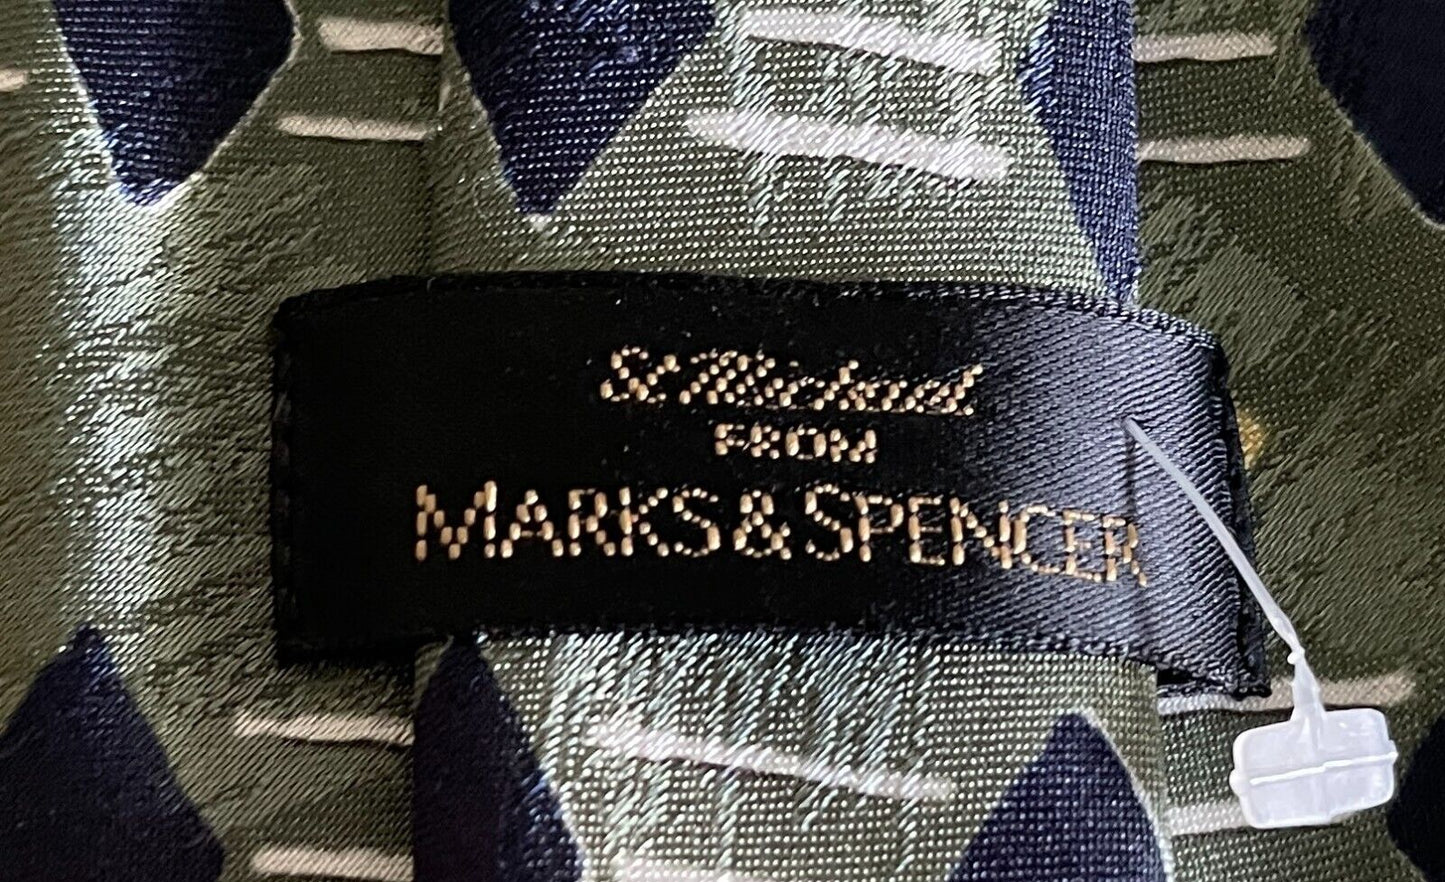 St Michael.
FROM
MARKS & SPENCER